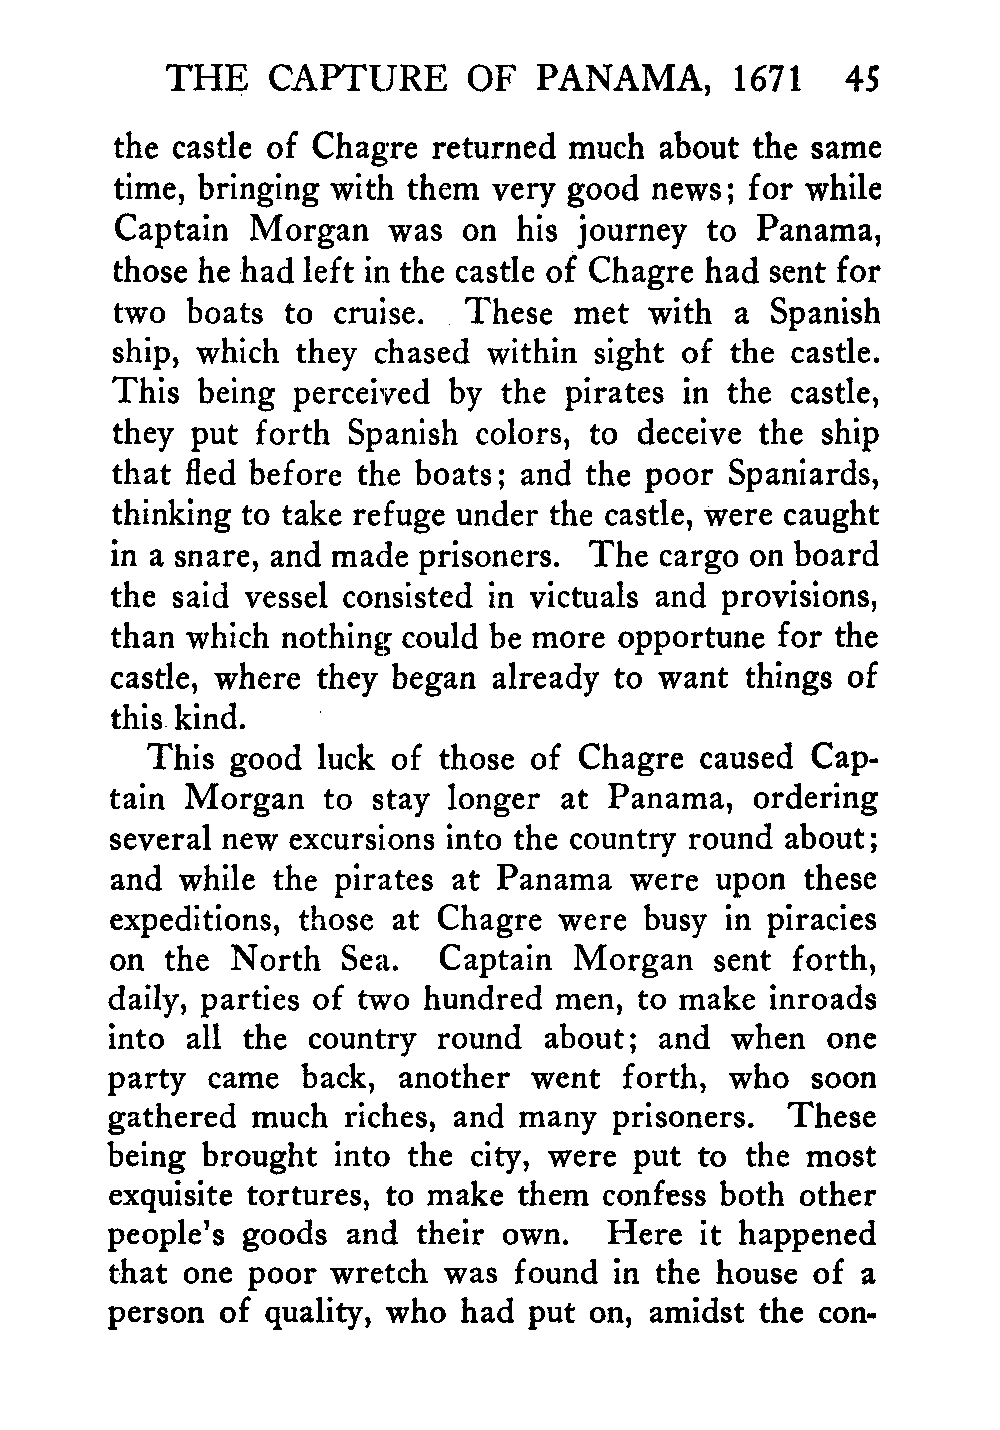 THE CAPTURE OF PANAMA, 1671 45
the castle of Chagre returned much about the same
time, bringing with them very good news; for while
Captain Morgan was on his journey to Panama,
those he had left in the castle of Chagre had sent for
two boats to cruise. These met with a Spanish
ship, which they chased within sight of the castle.
This being perceived by the pirates in the castle,
they put forth Spanish colors, to deceive the ship
that fled before the boats; and the poor Spaniards,
thinking to take refuge under the castle, were caught
in a snare, and made prisoners. The cargo on board
the said vessel consisted in victuals and provisions,
than which nothing could be more opportune for the
castle, where they began already to want things of
this kind.
This good luck of those of Chagre caused Cap-
tain Morgan to stay longer at Panama, ordering
several new excursions into the country round about;
and while the pirates at Panama were upon these
expeditions, those at Chagre were busy in piracies
on the North Sea. Captain Morgan sent forth,
daily, parties of two hundred men, to make inroads
into all the country round about; and when one
party came back, another went forth, who soon
gathered much riches, and many prisoners. These
being brought into the city, were put to the most
exquisite tortures, to make them confess both other
people's goods and their own. Here it happened
that one poor wretch was found in the house of a
person of quality, who had put on, amidst the con-